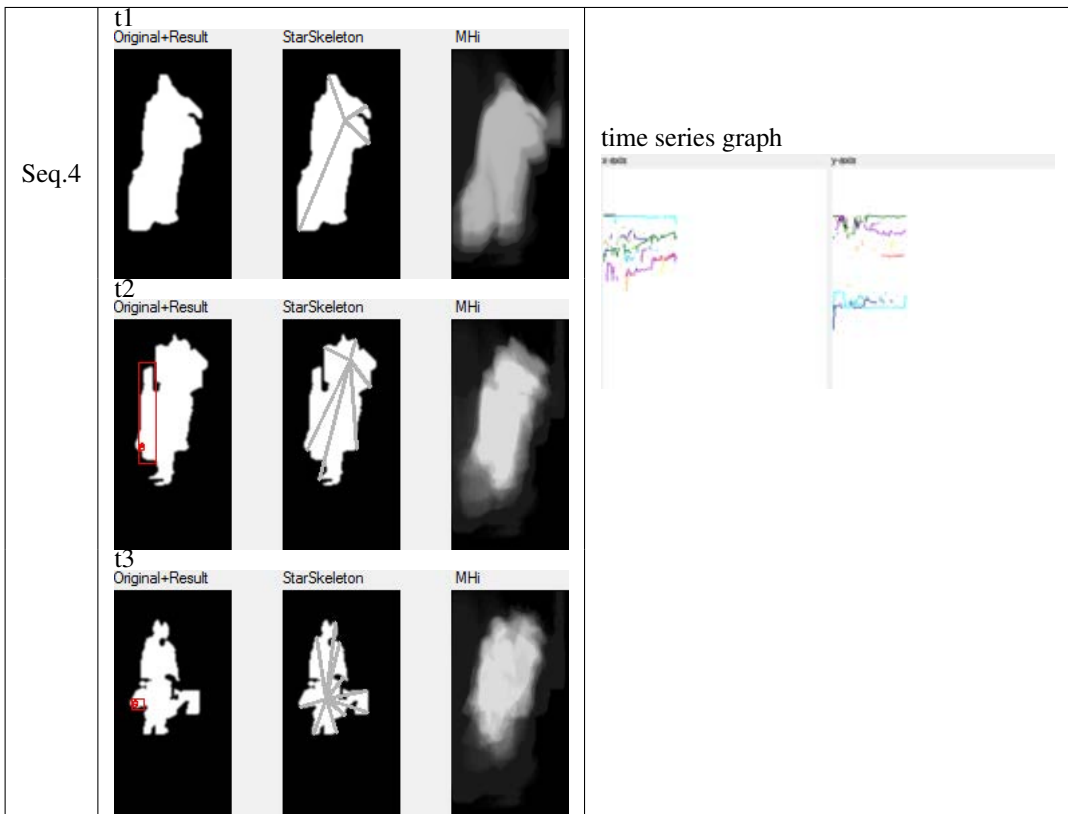 Seq.4
t1
Original+Result StarSkeleton MHi
t2
Original+Result StarSkeleton MHi
t3
Original+Result StarSkeleton MHi
time series graph
x-axis y-axis